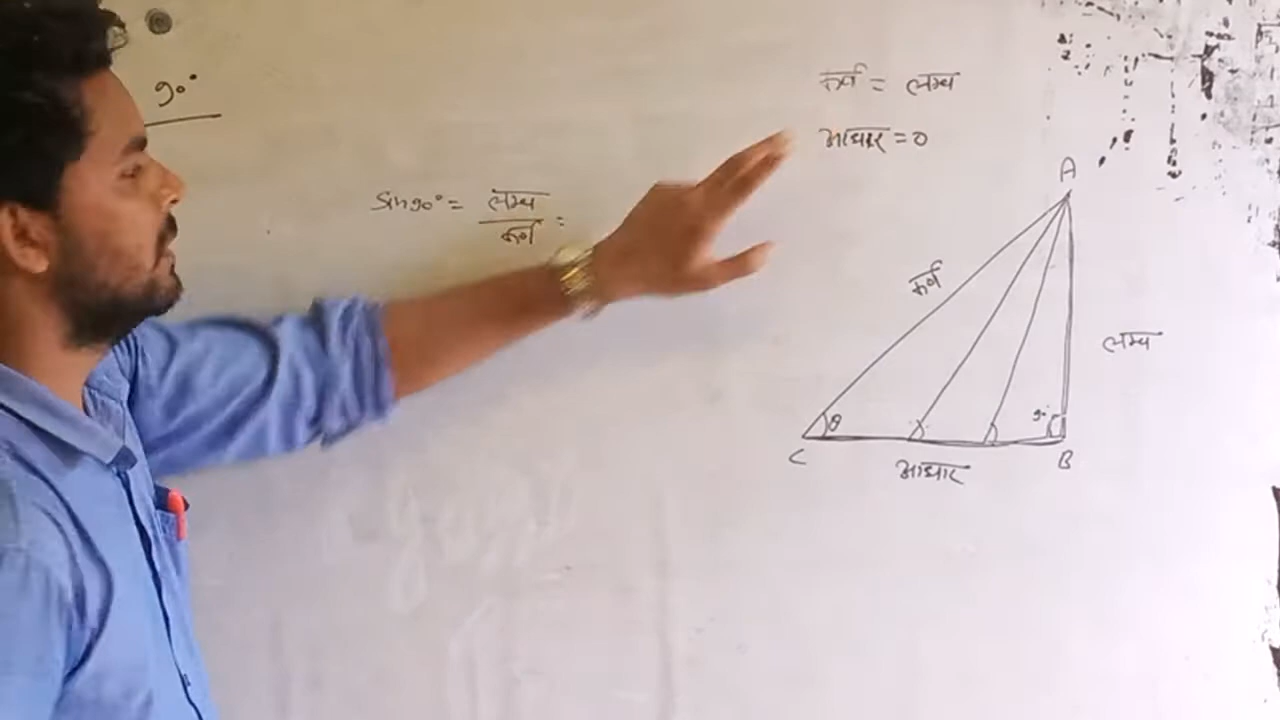 90°
कर्ण = लम्ब
आधार = 0
sin90° = लम्ब / कर्ण =
A
कर्ण
लम्ब
θ
90°
C
B
आधार